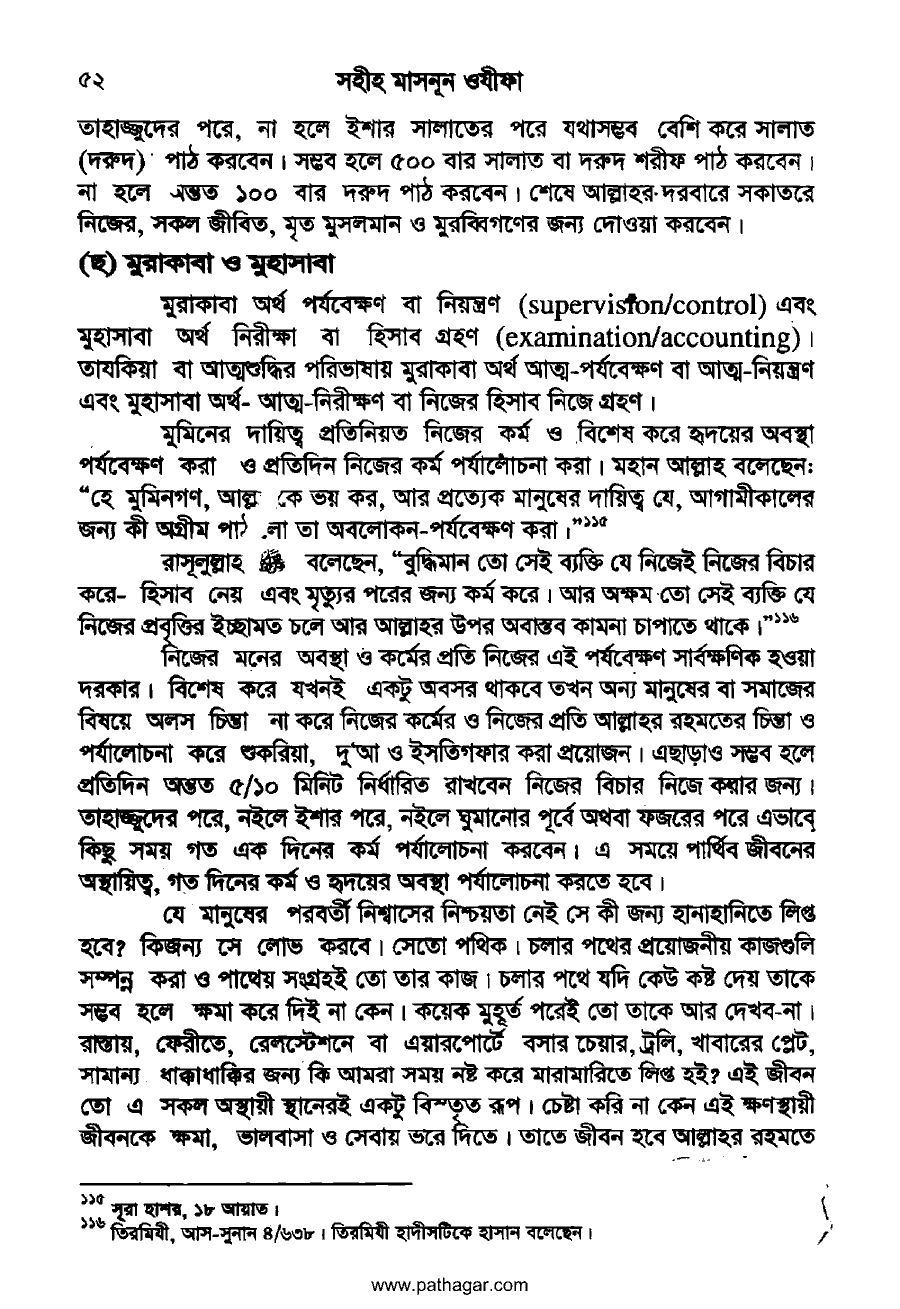 ৫২ সহীহ মাসনূন ওযীফা
তাহাজ্জুদের পরে, না হলে ইশার সালাতের পরে যথাসম্ভব বেশি করে সালাত
(দরুদ) পাঠ করবেন। সম্ভব হলে ৫০০ বার সালাত বা দরুদ শরীফ পাঠ করবেন।
না হলে অন্তত ১০০ বার দরুদ পাঠ করবেন। শেষে আল্লাহর দরবারে সকাতরে
নিজের, সকল জীবিত, মৃত মুসলমান ও মুরব্বিগণের জন্য দোওয়া করবেন।
(ছ) মুরাকাবা ও মুহাসাবা
মুরাকাবা অর্থ পর্যবেক্ষণ বা নিয়ন্ত্রণ (supervision/control) এবং
মুহাসাবা অর্থ নিরীক্ষা বা হিসাব গ্রহণ (examination/accounting)।
তাযকিয়া বা আত্মশুদ্ধির পরিভাষায় মুরাকাবা অর্থ আত্ম-পর্যবেক্ষণ বা আত্ম-নিয়ন্ত্রণ
এবং মুহাসাবা অর্থ- আত্ম-নিরীক্ষণ বা নিজের হিসাব নিজে গ্রহণ।
মুমিনের দায়িত্ব প্রতিনিয়ত নিজের কর্ম ও বিশেষ করে হৃদয়ের অবস্থা
পর্যবেক্ষণ করা ও প্রতিদিন নিজের কর্ম পর্যালোচনা করা। মহান আল্লাহ বলেছেন:
“হে মুমিনগণ, আল্ল কে ভয় কর, আর প্রত্যেক মানুষের দায়িত্ব যে, আগামীকালের
জন্য কী অগ্রীম পাঠ লো তা অবলোকন-পর্যবেক্ষণ করা।”১১৫
রাসূলুল্লাহ ﷺ বলেছেন, “বুদ্ধিমান তো সেই ব্যক্তি যে নিজেই নিজের বিচার
করে- হিসাব নেয় এবং মৃত্যুর পরের জন্য কর্ম করে। আর অক্ষম তো সেই ব্যক্তি যে
নিজের প্রবৃত্তির ইচ্ছামত চলে আর আল্লাহর উপর অবাস্তব কামনা চাপাতে থাকে।”১১৬
নিজের মনের অবস্থা ও কর্মের প্রতি নিজের এই পর্যবেক্ষণ সার্বক্ষণিক হওয়া
দরকার। বিশেষ করে যখনই একটু অবসর থাকবে তখন অন্য মানুষের বা সমাজের
বিষয়ে অলস চিন্তা না করে নিজের কর্মের ও নিজের প্রতি আল্লাহর রহমতের চিন্তা ও
পর্যালোচনা করে শুকরিয়া, দু'আ ও ইসতিগফার করা প্রয়োজন। এছাড়াও সম্ভব হলে
প্রতিদিন অন্তত ৫/১০ মিনিট নির্ধারিত রাখবেন নিজের বিচার নিজে করার জন্য।
তাহাজ্জুদের পরে, নইলে ইশার পরে, নইলে ঘুমানোর পূর্বে অথবা ফজরের পরে এভাবে
কিছু সময় গত এক দিনের কর্ম পর্যালোচনা করবেন। এ সময়ে পার্থিব জীবনের
অস্থায়িত্ব, গত দিনের কর্ম ও হৃদয়ের অবস্থা পর্যালোচনা করতে হবে।
যে মানুষের পরবর্তী নিশ্বাসের নিশ্চয়তা নেই সে কী জন্য হানাহানিতে লিপ্ত
হবে? কিজন্য সে লোভ করবে। সেতো পথিক। চলার পথের প্রয়োজনীয় কাজগুলি
সম্পন্ন করা ও পাথেয় সংগ্রহই তো তার কাজ। চলার পথে যদি কেউ কষ্ট দেয় তাকে
সম্ভব হলে ক্ষমা করে দিই না কেন। কয়েক মুহূর্ত পরেই তো তাকে আর দেখব-না।
রাস্তায়, ফেরীতে, রেলস্টেশনে বা এয়ারপোর্টে বসার চেয়ার, ট্রলি, খাবারের প্লেট,
সামান্য ধাক্কাধাক্কির জন্য কি আমরা সময় নষ্ট করে মারামারিতে লিপ্ত হই? এই জীবন
তো এ সকল অস্থায়ী স্থানেরই একটু বিস্তৃত রূপ। চেষ্টা করি না কেন এই ক্ষণস্থায়ী
জীবনকে ক্ষমা, ভালবাসা ও সেবায় ভরে দিতে। তাতে জীবন হবে আল্লাহর রহমতে
১১৫ সূরা হাশর, ১৮ আয়াত।
১১৬ তিরমিযী, আস-সুনান ৪/৬৩৮। তিরমিযী হাদীসটিকে হাসান বলেছেন।
www.pathagar.com